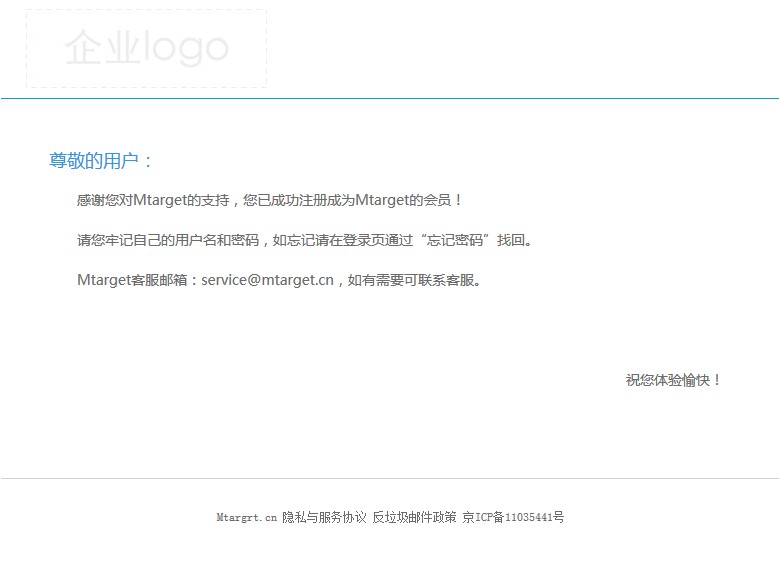 企业logo
尊敬的用户：
感谢您对Mtarget的支持，您已成功注册成为Mtarget的会员！
请您牢记自己的用户名和密码，如忘记请在登录页通过“忘记密码”找回。
Mtarget客服邮箱：service@mtarget.cn，如有需要可联系客服。
祝您体验愉快！
Mtargrt.cn 隐私与服务协议 反垃圾邮件政策 京ICP备11035441号